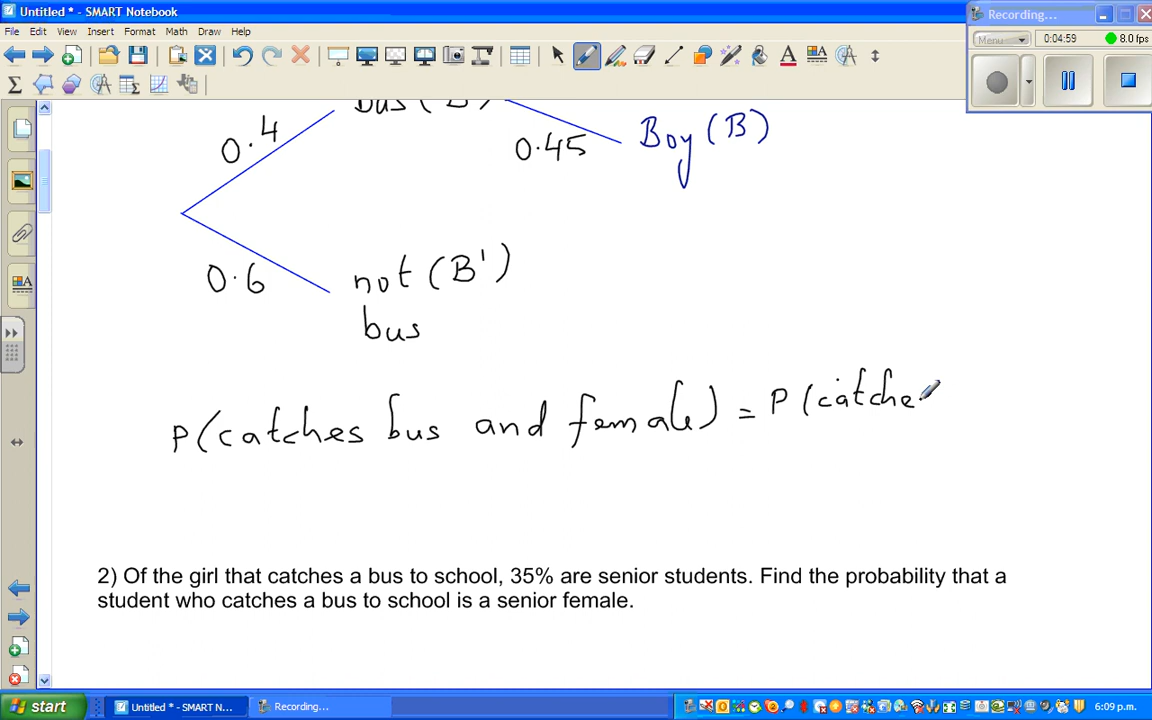 Untitled * - SMART Notebook
File Edit View Insert Format Math Draw Help
Recording...
Menu 0:04:59 8.0 fps
bus (B)
0.4
0.45
Boy (B)
0.6
not (B')
bus
P(catches bus and female) = P(catche
2) Of the girl that catches a bus to school, 35% are senior students. Find the probability that a
student who catches a bus to school is a senior female.
start Untitled * - SMART N... Recording... 6:09 p.m.